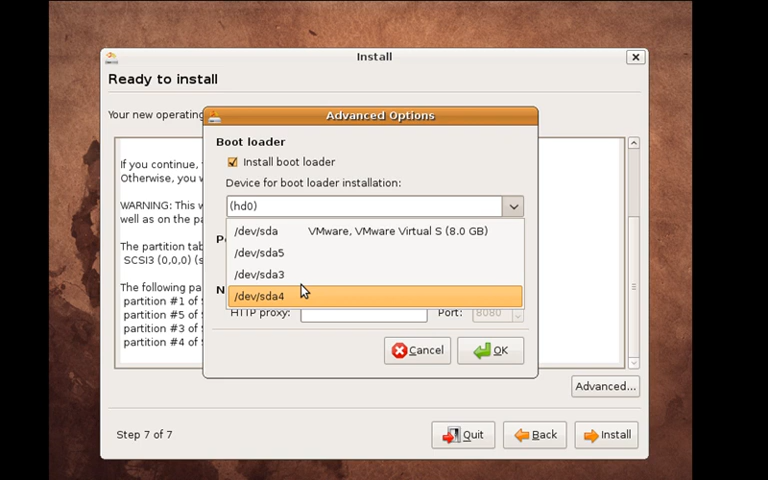 Install
Ready to install
Your new operating
If you continue,
Otherwise, you w
WARNING: This w
well as on the pa
The partition tab
SCSI3 (0,0,0) (s
The following pa
partition #1 of S
partition #5 of S
partition #3 of S
partition #4 of S
Advanced Options
Boot loader
Install boot loader
Device for boot loader installation:
(hd0)
/dev/sda VMware, VMware Virtual S (8.0 GB)
/dev/sda5
/dev/sda3
/dev/sda4
HTTP proxy: Port: 8080
Cancel OK
Advanced...
Step 7 of 7 Quit Back Install